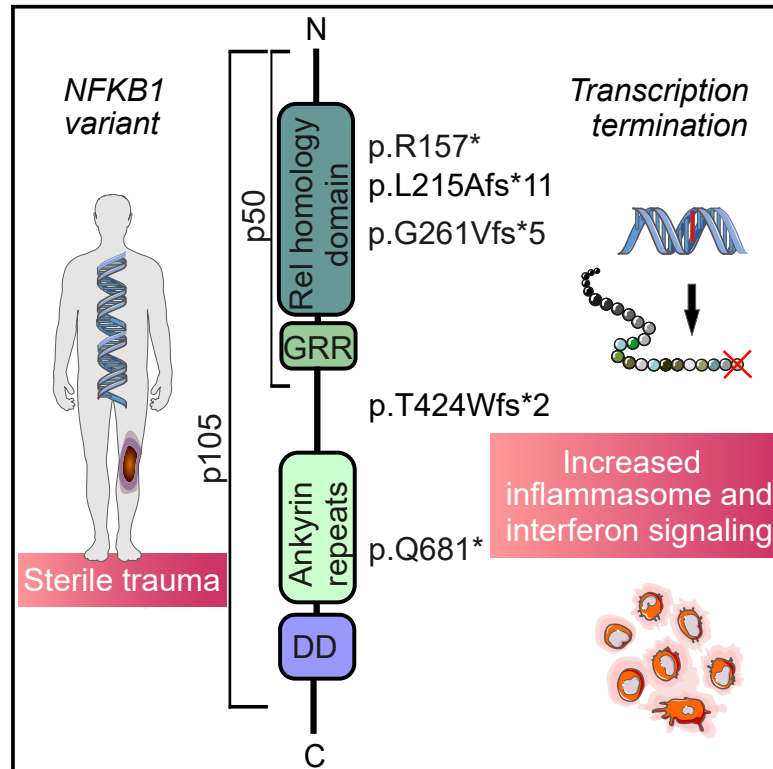 NFKB1
variant
Sterile trauma
N
p50
p105
Rel homology
domain
GRR
Ankyrin
repeats
DD
C
p.R157*
p.L215Afs*11
p.G261Vfs*5
p.T424Wfs*2
p.Q681*
Transcription
termination
Increased
inflammasome and
interferon signaling